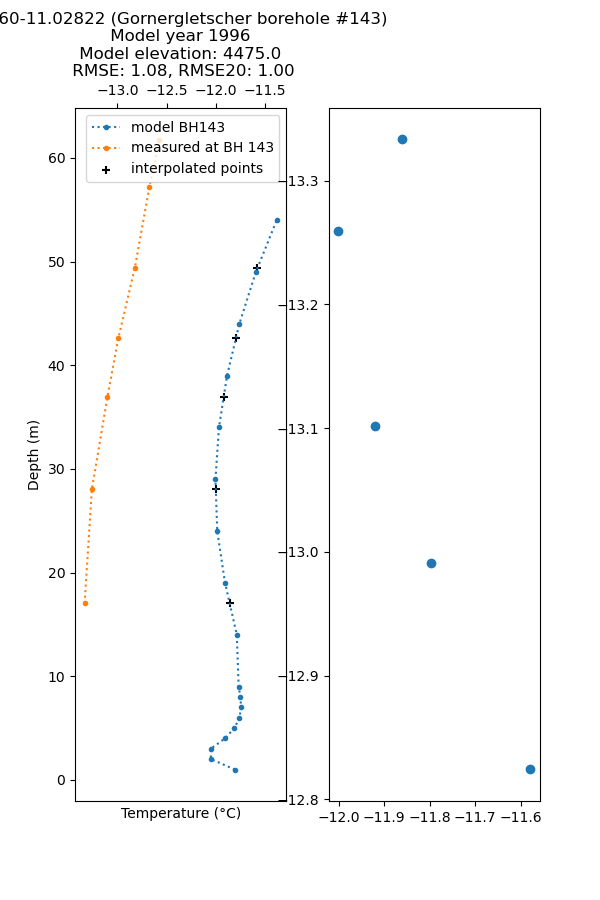 60-11.02822 (Gornergletscher borehole #143)
Model year 1996
Model elevation: 4475.0
RMSE: 1.08, RMSE20: 1.00
−13.0 −12.5 −12.0 −11.5
model BH143
measured at BH 143
interpolated points
60
50
40
30
20
10
0
Depth (m)
Temperature (°C)
−13.3
−13.2
−13.1
−13.0
−12.9
−12.8
−12.0 −11.9 −11.8 −11.7 −11.6